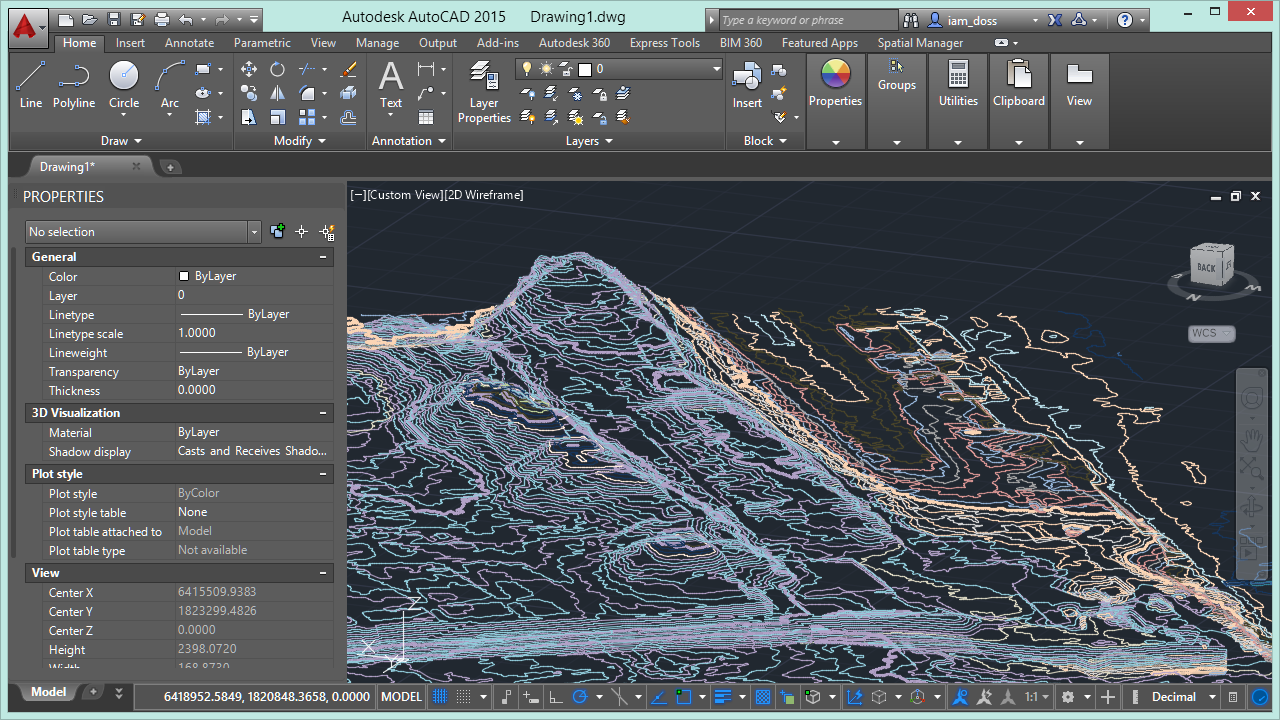 Autodesk AutoCAD 2015 Drawing1.dwg
Type a keyword or phrase
iam_doss
Home Insert Annotate Parametric View Manage Output Add-ins Autodesk 360 Express Tools BIM 360 Featured Apps Spatial Manager
0
Line Polyline Circle Arc
Text
Layer
Properties
Insert
Properties
Groups
Utilities
Clipboard
View
Draw Modify Annotation Layers Block
Drawing1*
PROPERTIES
[−][Custom View][2D Wireframe]
No selection
General
Color ByLayer
Layer 0
Linetype ByLayer
Linetype scale 1.0000
Lineweight ByLayer
Transparency ByLayer
Thickness 0.0000
3D Visualization
Material ByLayer
Shadow display Casts and Receives Shado...
Plot style
Plot style ByColor
Plot style table None
Plot table attached to Model
Plot table type Not available
View
Center X 6415509.9383
Center Y 1823299.4826
Center Z 0.0000
Height 2398.0720
Width 168.8730
BACK
WCS
Z
X
Y
Model
6418952.5849, 1820848.3658, 0.0000 MODEL
1:1
Decimal